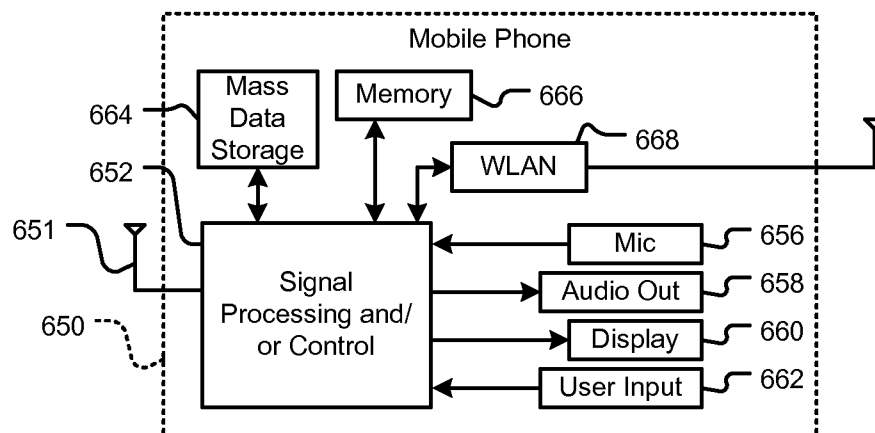 Mobile Phone
Mass
Data
Storage
664
Memory
666
668
WLAN
652
651
650
Signal
Processing and/
or Control
Mic
656
Audio Out
658
Display
660
User Input
662